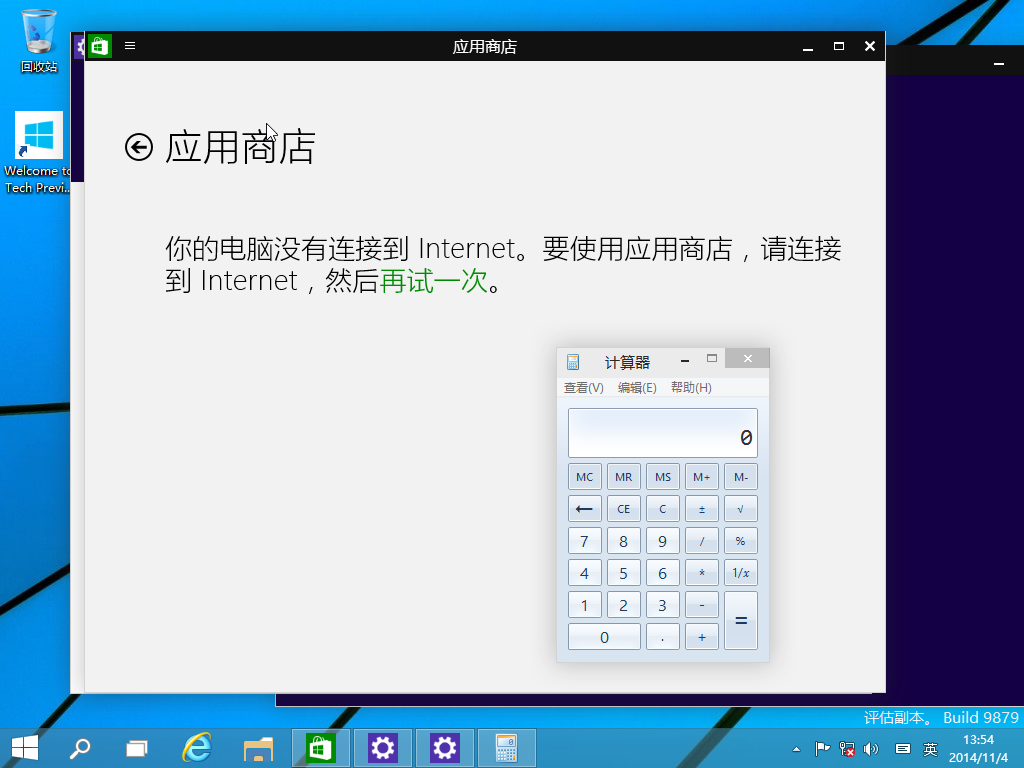 回收站
Welcome to
Tech Previ...
应用商店
应用商店
你的电脑没有连接到 Internet。要使用应用商店，请连接
到 Internet，然后再试一次。
计算器
查看(V) 编辑(E) 帮助(H)
0
MC MR MS M+ M-
← CE C ± √
7 8 9 / %
4 5 6 * 1/x
1 2 3 -
=
0 . +
评估副本。 Build 9879
英
13:54
2014/11/4